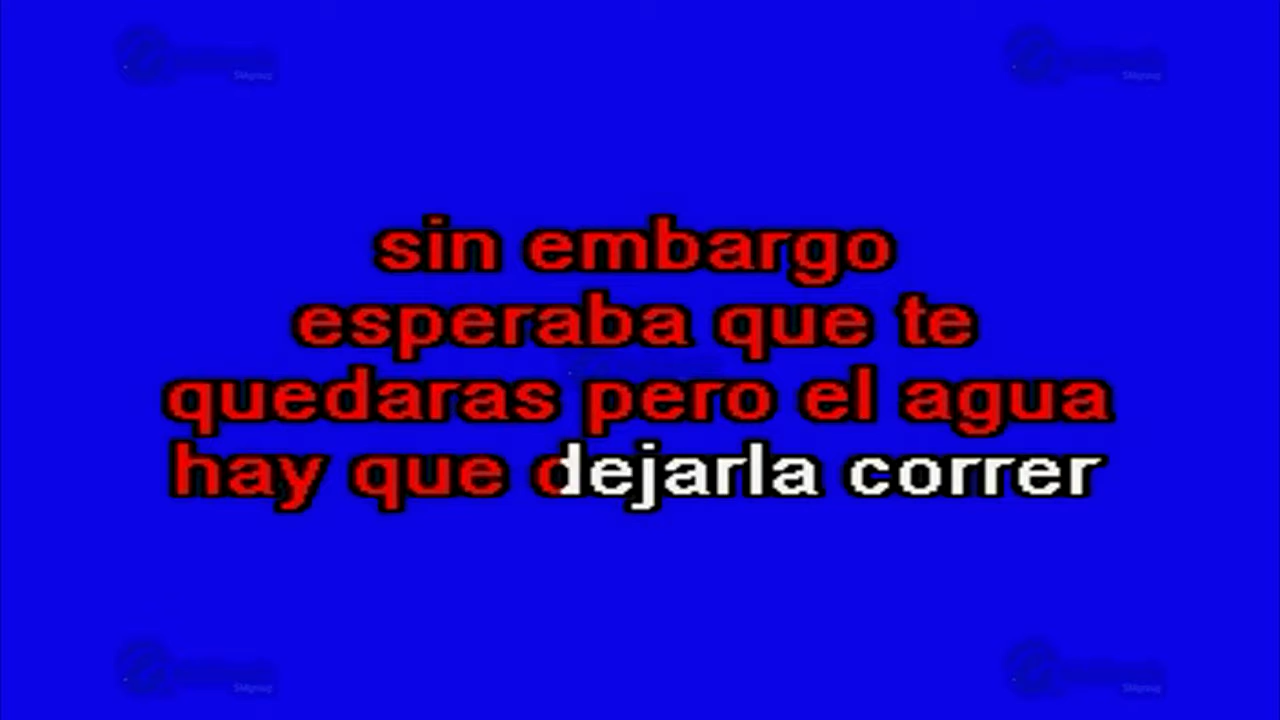 sin embargo
esperaba que te
quedaras pero el agua
hay que dejarla correr